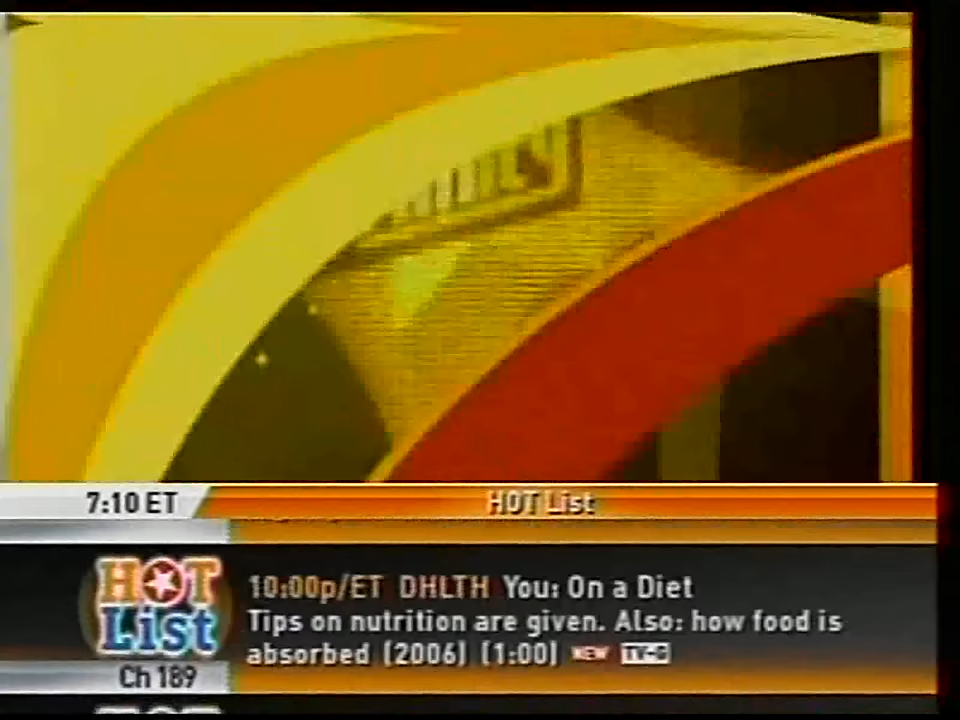 7:10 ET
HOT List
HOT
List
10:00p/ET DHLTH You: On a Diet
Tips on nutrition are given. Also: how food is
absorbed (2006) (1:00) NEW TV-G
Ch 189